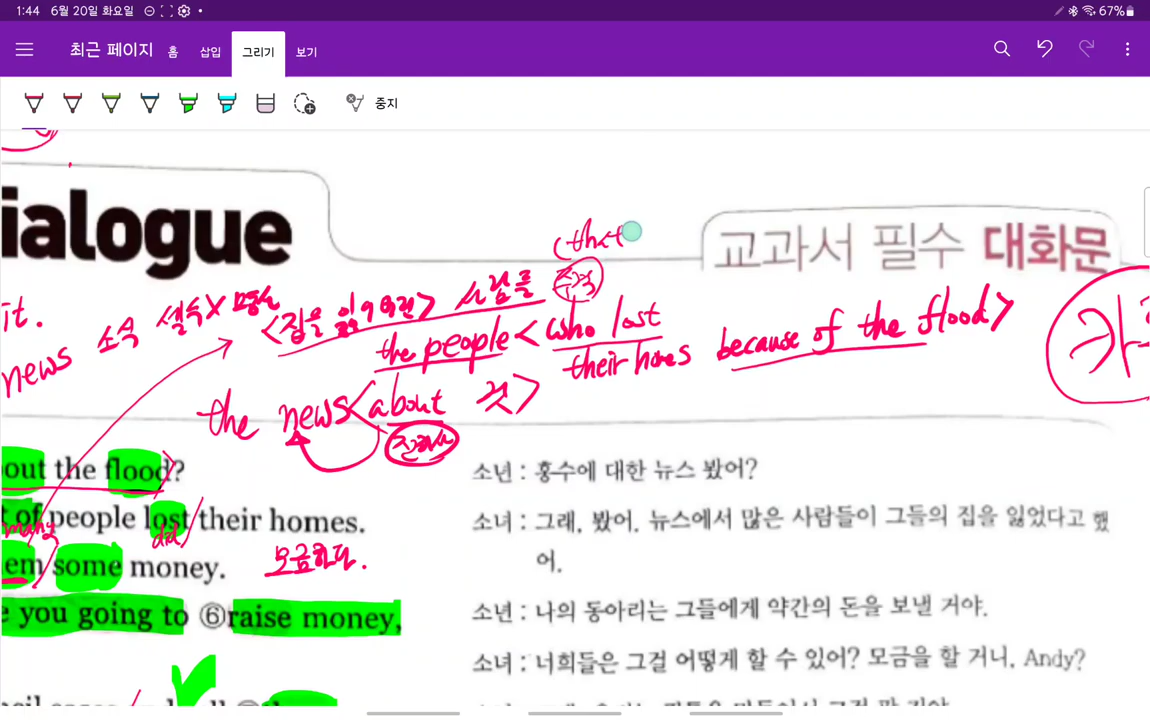 1:44 6월 20일 화요일
67%
최근 페이지 홈 삽입 그리기 보기
중지
(that
ialogue
교과서 필수 대화문
it.
소식 셀수X 명사
<집을 잃어버린> 사람들 주격
news
the people < who lost
their homes because of the flood>
the news <about 것>
전치사
out the flood?
소년 : 홍수에 대한 뉴스 봤어?
t of people lost/their homes.
소녀 : 그래, 봤어. 뉴스에서 많은 사람들이 그들의 집을 잃었다고 했
many
어.
em some money.
모금하다.
소년 : 나의 동아리는 그들에게 약간의 돈을 보낼 거야.
e you going to ⑥raise money,
소녀 : 너희들은 그걸 어떻게 할 수 있어? 모금을 할 거니, Andy?